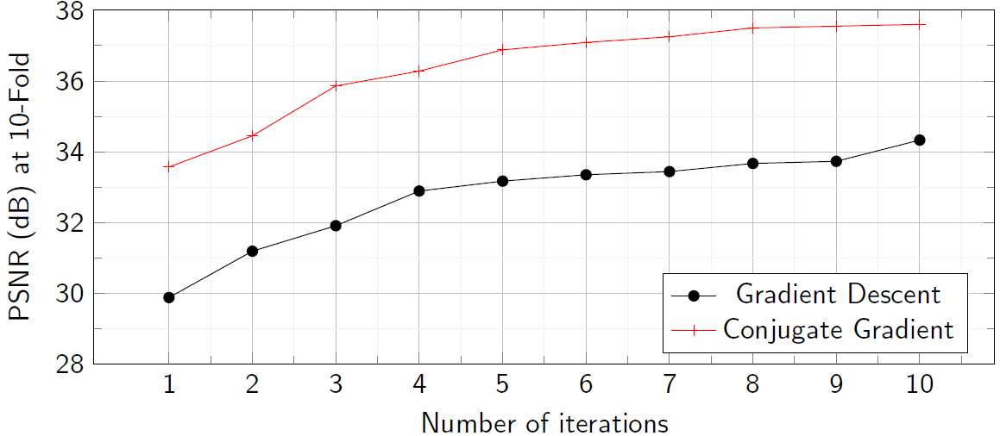 38
36
34
32
30
28
PSNR (dB) at 10-Fold
Gradient Descent
Conjugate Gradient
1 2 3 4 5 6 7 8 9 10
Number of iterations